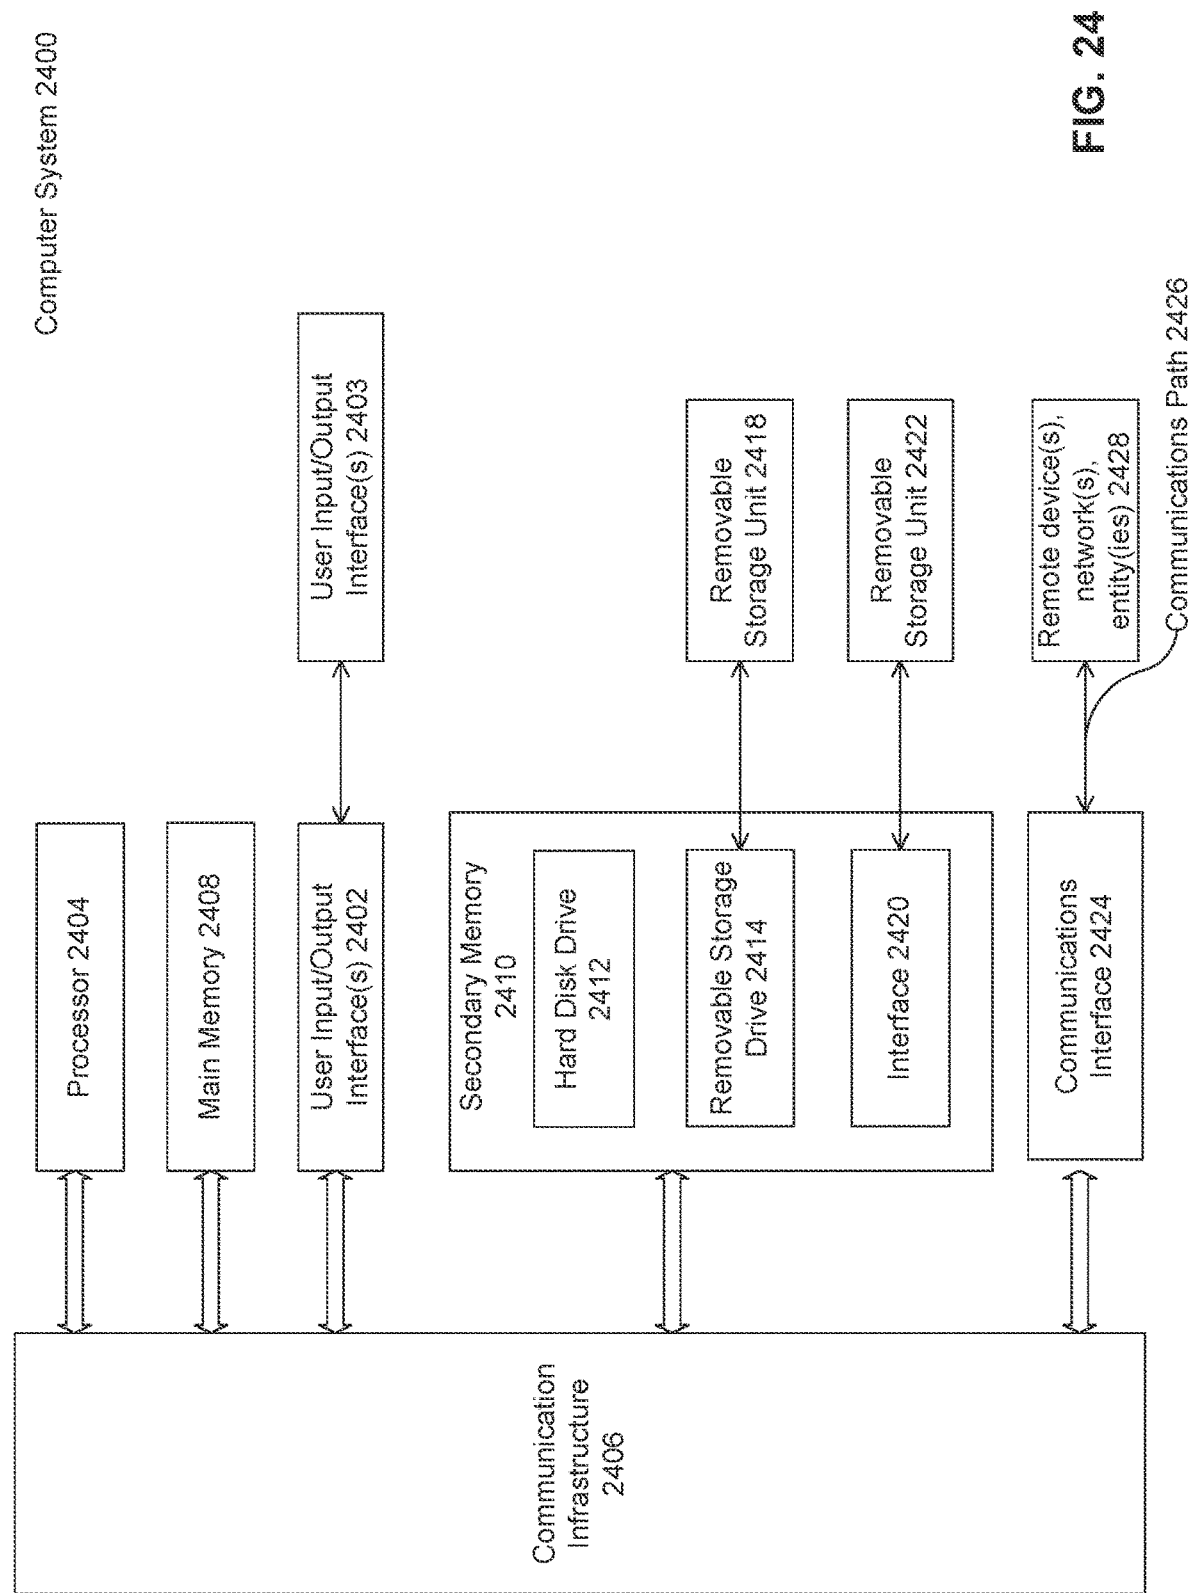 Computer System 2400
Processor 2404
Main Memory 2408
User Input/Output
Interface(s) 2402
User Input/Output
Interface(s) 2403
Communication
Infrastructure
2406
Secondary Memory
2410
Hard Disk Drive
2412
Removable Storage
Drive 2414
Removable
Storage Unit 2418
Interface 2420
Removable
Storage Unit 2422
Communications
Interface 2424
Remote device(s),
network(s),
entity(ies) 2428
Communications Path 2426
FIG. 24